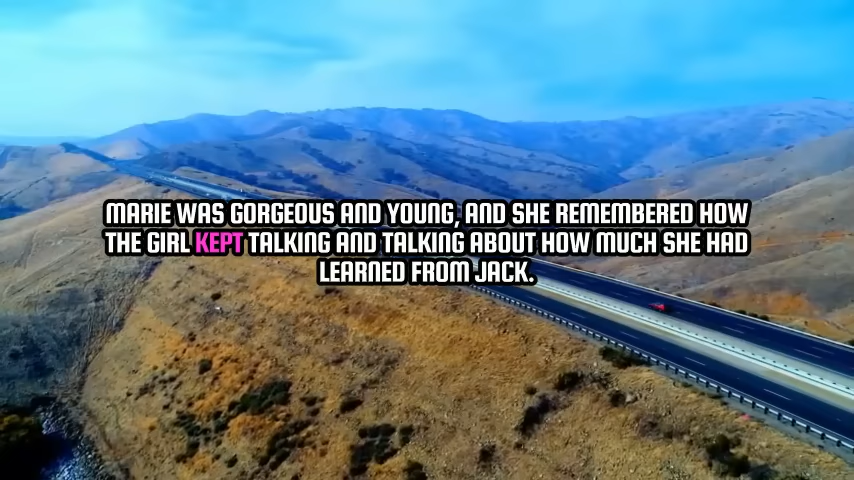 MARIE WAS GORGEOUS AND YOUNG, AND SHE REMEMBERED HOW
THE GIRL KEPT TALKING AND TALKING ABOUT HOW MUCH SHE HAD
LEARNED FROM JACK.